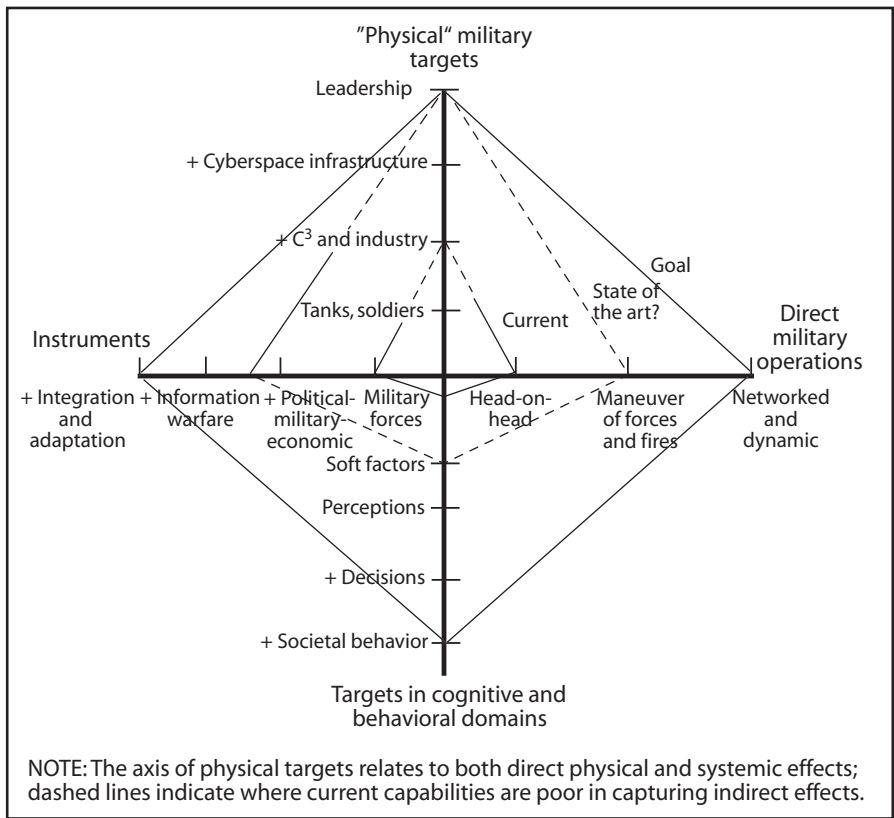 ”Physical“ military
targets
Leadership
+ Cyberspace infrastructure
+ C³ and industry
Goal
State of
the art?
Tanks, soldiers
Current
Instruments
Direct
military
operations
+ Integration
and
adaptation
+ Information
warfare
+ Political-
military-
economic
Military
forces
Head-on-
head
Maneuver
of forces
and fires
Networked
and
dynamic
Soft factors
Perceptions
+ Decisions
+ Societal behavior
Targets in cognitive and
behavioral domains
NOTE: The axis of physical targets relates to both direct physical and systemic effects;
dashed lines indicate where current capabilities are poor in capturing indirect effects.